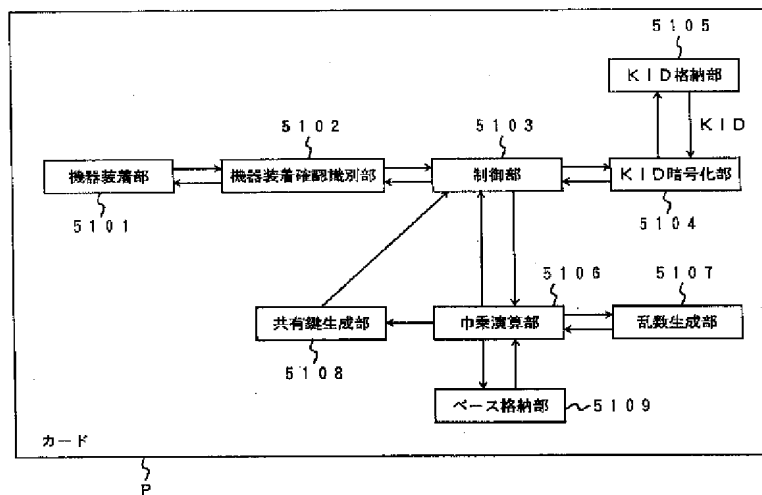 5105
KID格納部
5102
5103
KID
機器装着部
機器装着確認識別部
制御部
KID暗号化部
5101
5104
5106
5107
共有鍵生成部
巾乗演算部
乱数生成部
5108
ベース格納部
5109
カード
P